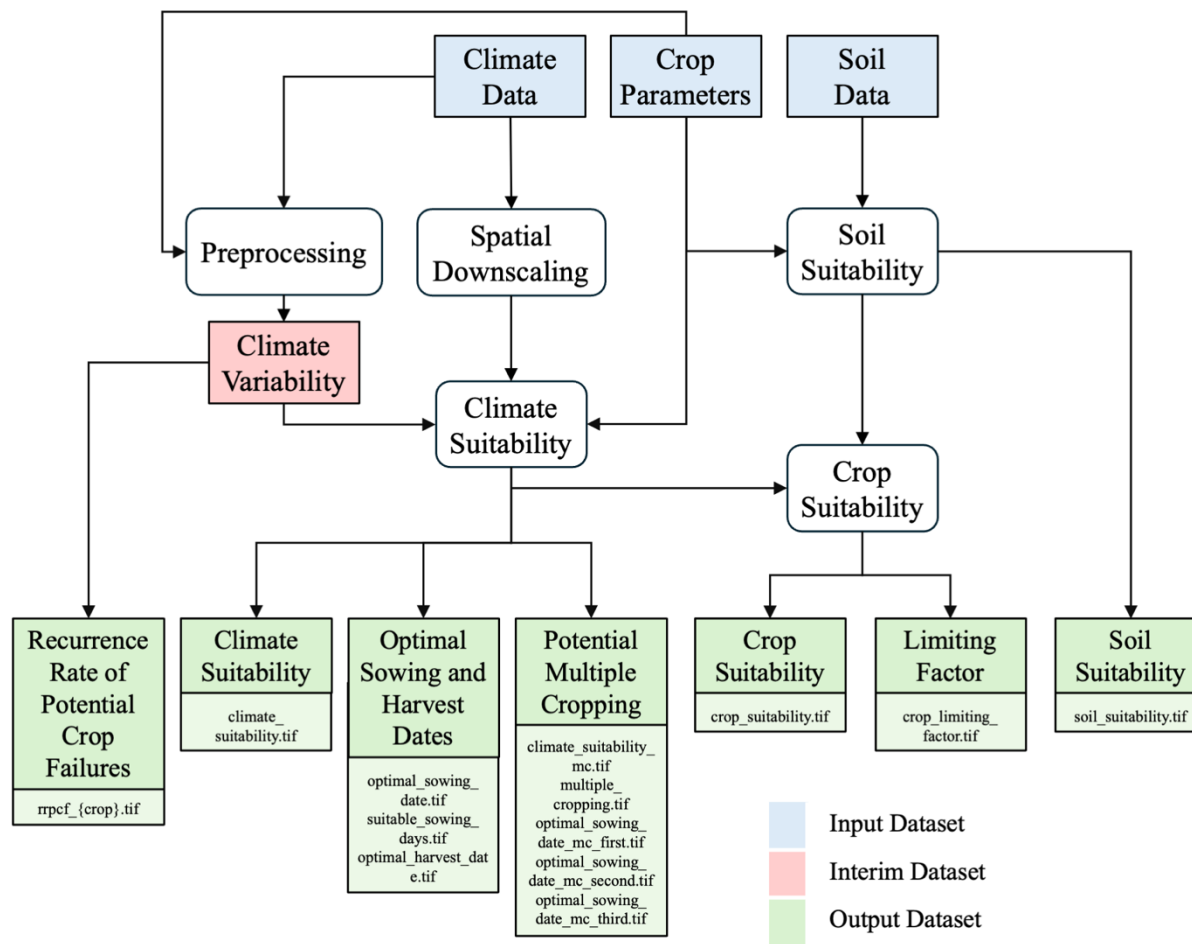 Climate
Data
Crop
Parameters
Soil
Data
Preprocessing
Spatial
Downscaling
Soil
Suitability
Climate
Variability
Climate
Suitability
Crop
Suitability
Recurrence
Rate of
Potential
Crop
Failures
rrpcf_{crop}.tif
Climate
Suitability
climate_
suitability.tif
Optimal
Sowing and
Harvest
Dates
optimal_sowing_
date.tif
suitable_sowing_
days.tif
optimal_harvest_dat
e.tif
Potential
Multiple
Cropping
climate_suitability_
mc.tif
multiple_
cropping.tif
optimal_sowing_
date_mc_first.tif
optimal_sowing_
date_mc_second.tif
optimal_sowing_
date_mc_third.tif
Crop
Suitability
crop_suitability.tif
Limiting
Factor
crop_limiting_
factor.tif
Soil
Suitability
soil_suitability.tif
Input Dataset
Interim Dataset
Output Dataset